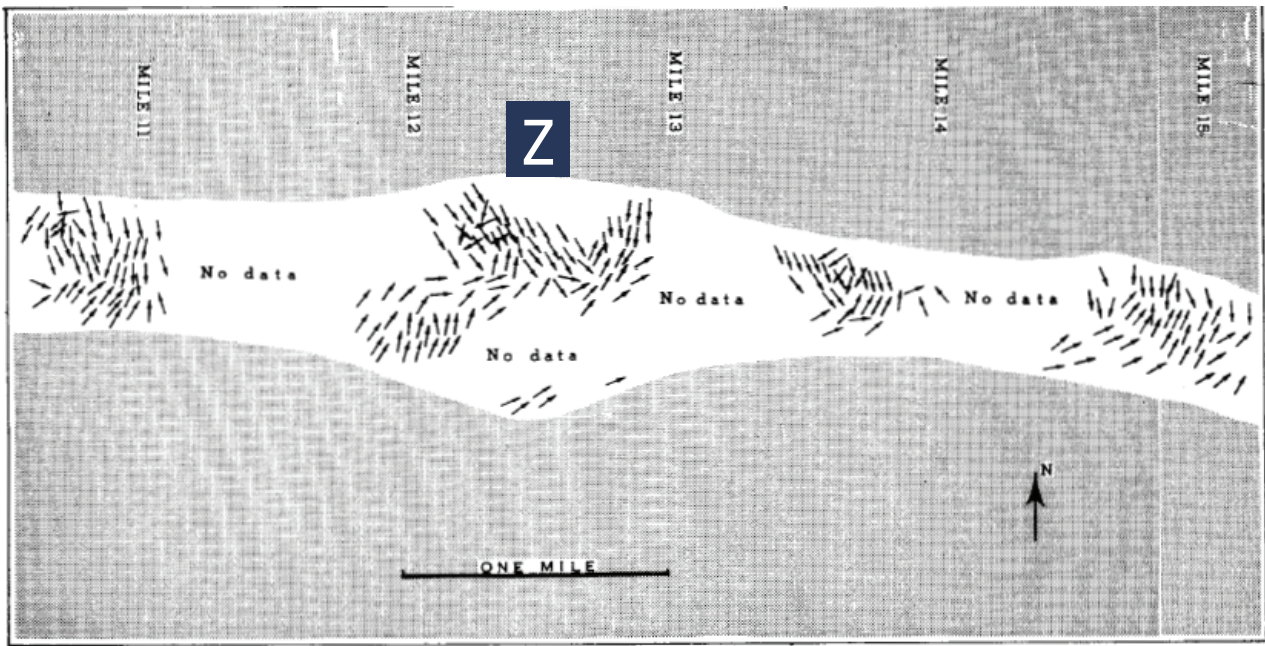 MILE 11
MILE 12
MILE 13
MILE 14
MILE 15
Z
No data
No data
No data
No data
N
ONE MILE